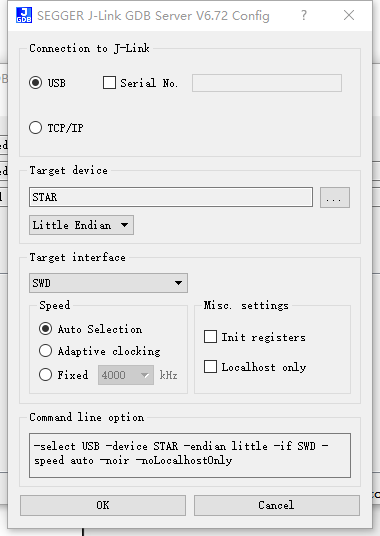 J
GDB
SEGGER J-Link GDB Server V6.72 Config
?
Connection to J-Link
USB
Serial No.
TCP/IP
Target device
STAR
...
Little Endian
Target interface
SWD
Speed
Auto Selection
Adaptive clocking
Fixed
4000
kHz
Misc. settings
Init registers
Localhost only
Command line option
-select USB -device STAR -endian little -if SWD -
speed auto -noir -noLocalhostOnly
OK
Cancel